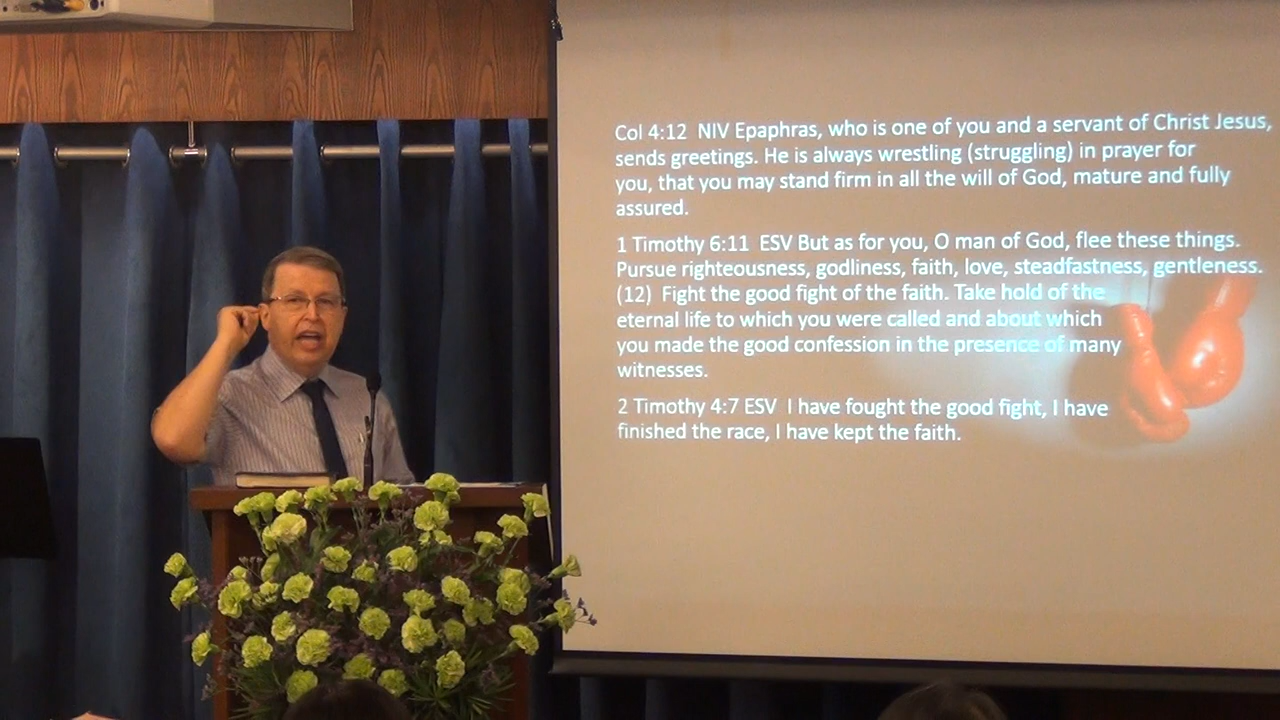 Col 4:12 NIV Epaphras, who is one of you and a servant of Christ Jesus,
sends greetings. He is always wrestling (struggling) in prayer for
you, that you may stand firm in all the will of God, mature and fully
assured.
1 Timothy 6:11 ESV But as for you, O man of God, flee these things.
Pursue righteousness, godliness, faith, love, steadfastness, gentleness.
(12) Fight the good fight of the faith. Take hold of the
eternal life to which you were called and about which
you made the good confession in the presence of many
witnesses.
2 Timothy 4:7 ESV I have fought the good fight, I have
finished the race, I have kept the faith.